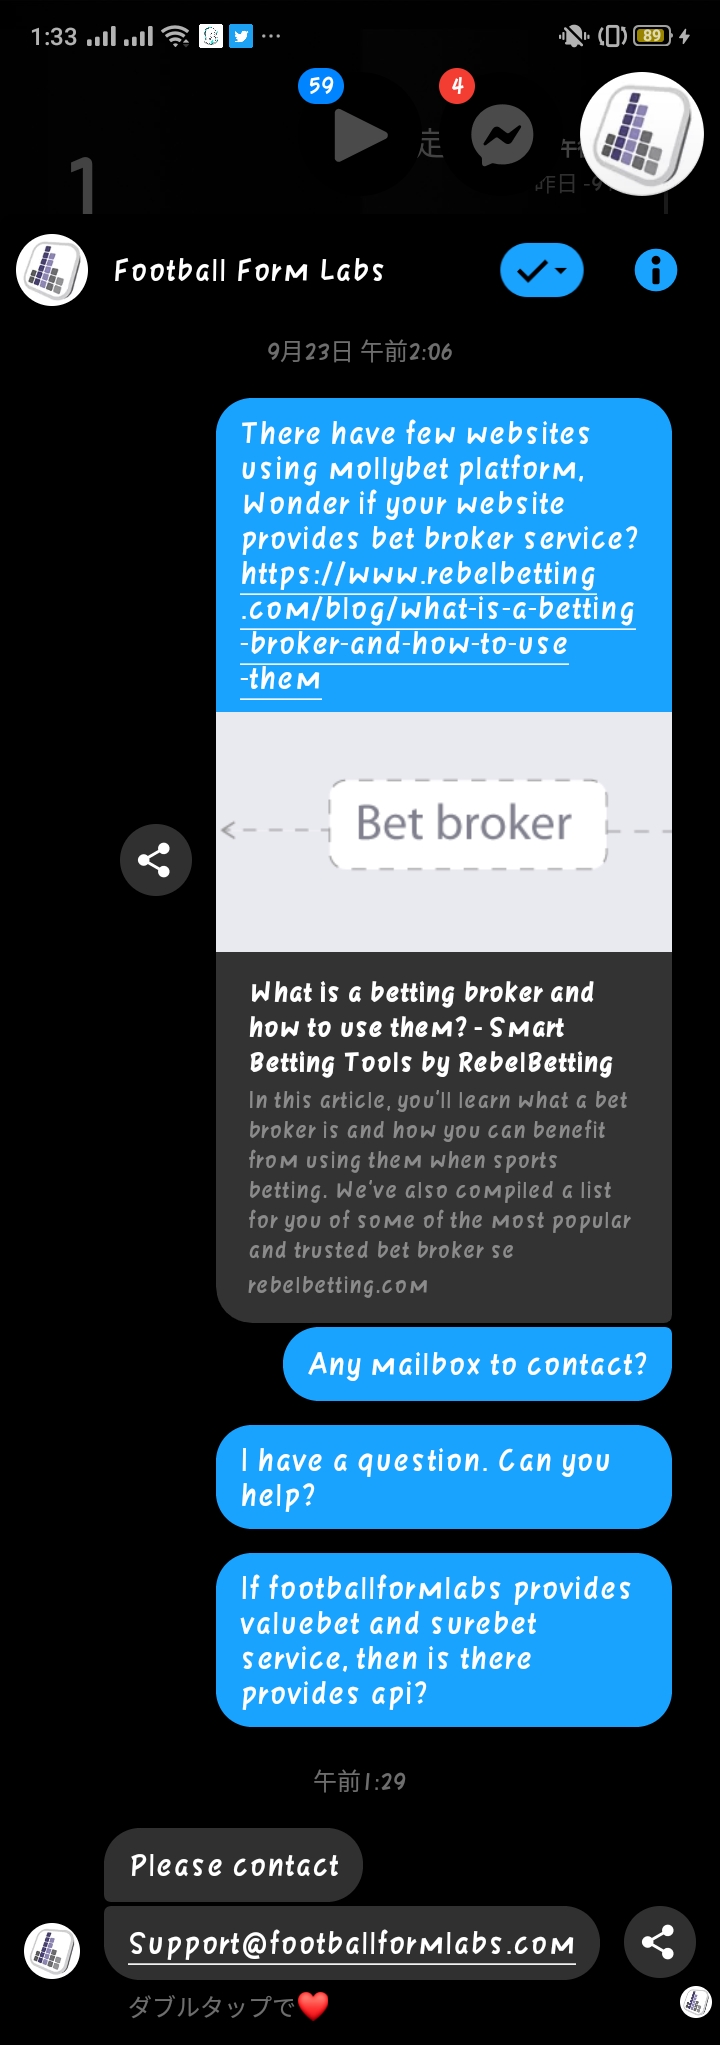 1:33
89
59
4
1
走
昨日 -9
Football Form Labs
9月23日 午前2:06
There have few websites
using mollybet platform,
Wonder if your website
provides bet broker service?
https://www.rebelbetting
.com/blog/what-is-a-betting
-broker-and-how-to-use
-them
Bet broker
What is a betting broker and
how to use them? - Smart
Betting Tools by RebelBetting
In this article, you'll learn what a bet
broker is and how you can benefit
from using them when sports
betting. We've also compiled a list
for you of some of the most popular
and trusted bet broker se
rebelbetting.com
Any mailbox to contact?
I have a question. Can you
help?
If footballformlabs provides
valuebet and surebet
service, then is there
provides api?
午前1:29
Please contact
Support@footballformlabs.com
ダブルタップで❤️